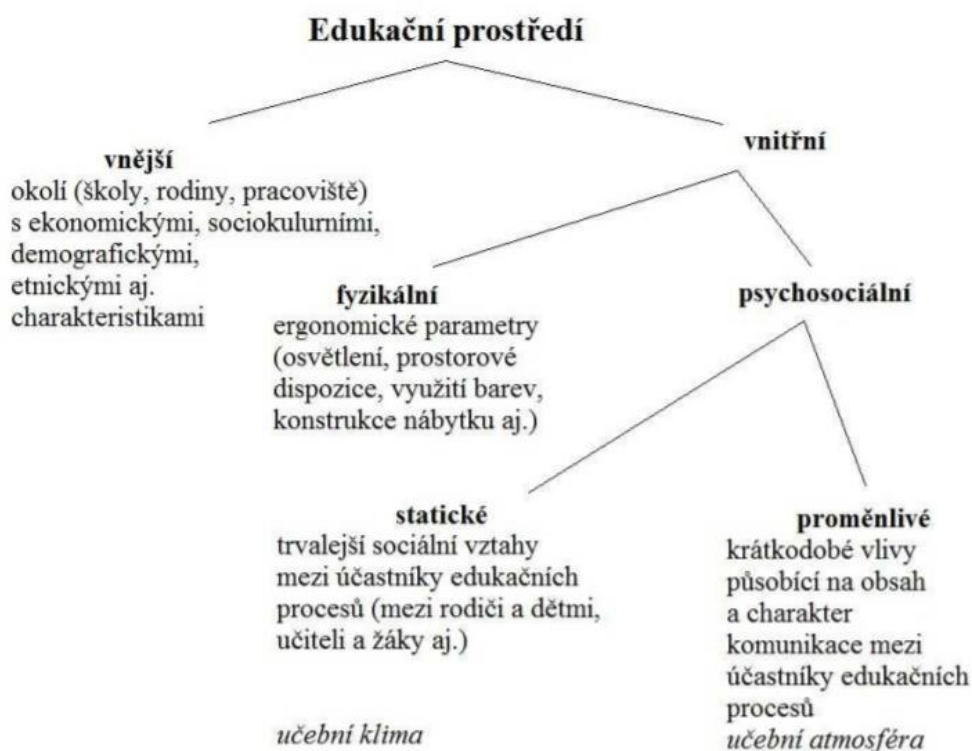 Edukační prostředí
vnější
okolí (školy, rodiny, pracoviště)
s ekonomickými, sociokulurními,
demografickými,
etnickými aj.
charakteristikami
vnitřní
fyzikální
ergonomické parametry
(osvětlení, prostorové
dispozice, využití barev,
konstrukce nábytku aj.)
psychosociální
statické
trvalejší sociální vztahy
mezi účastníky edukačních
procesů (mezi rodiči a dětmi,
učiteli a žáky aj.)
učební klima
proměnlivé
krátkodobé vlivy
působící na obsah
a charakter
komunikace mezi
účastníky edukačních
procesů
učební atmosféra